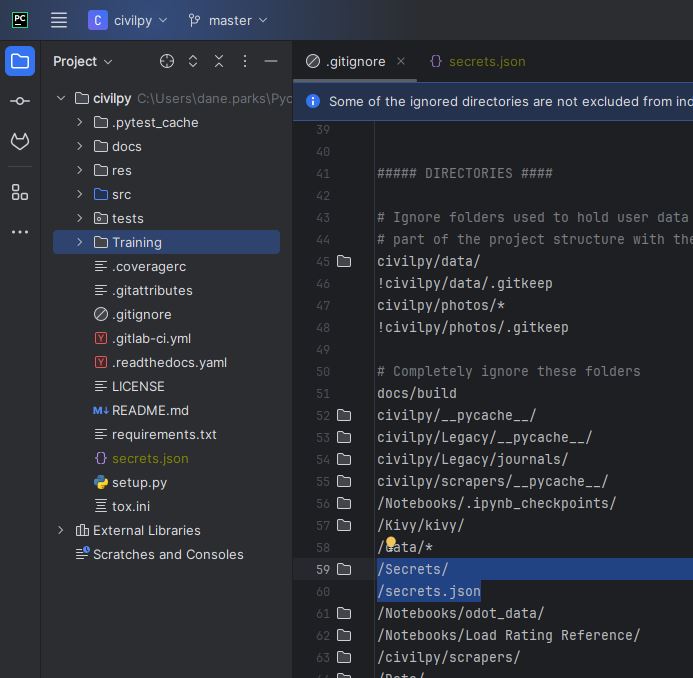 PC
C civilpy
master
Project
.gitignore
secrets.json
Some of the ignored directories are not excluded from ind
civilpy C:\Users\dane.parks\Pyc
.pytest_cache
docs
res
src
tests
Training
.coveragerc
.gitattributes
.gitignore
Y .gitlab-ci.yml
Y .readthedocs.yaml
LICENSE
M↓ README.md
requirements.txt
{} secrets.json
setup.py
tox.ini
External Libraries
Scratches and Consoles
39
40
41 ##### DIRECTORIES ####
42
43 # Ignore folders used to hold user data
44 # part of the project structure with the
45 civilpy/data/
46 !civilpy/data/.gitkeep
47 civilpy/photos/*
48 !civilpy/photos/.gitkeep
49
50 # Completely ignore these folders
51 docs/build
52 civilpy/__pycache__/
53 civilpy/Legacy/__pycache__/
54 civilpy/Legacy/journals/
55 civilpy/scrapers/__pycache__/
56 /Notebooks/.ipynb_checkpoints/
57 /Kivy/kivy/
58 /data/*
59 /Secrets/
60 /secrets.json
61 /Notebooks/odot_data/
62 /Notebooks/Load Rating Reference/
63 /civilpy/scrapers/